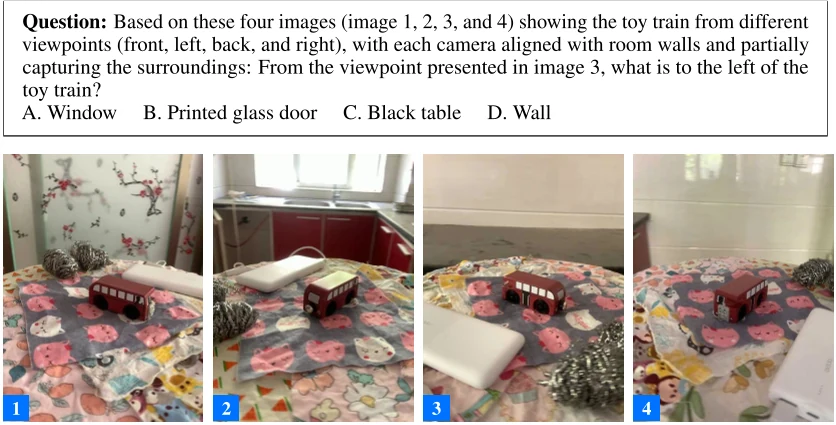 Question: Based on these four images (image 1, 2, 3, and 4) showing the toy train from different
viewpoints (front, left, back, and right), with each camera aligned with room walls and partially
capturing the surroundings: From the viewpoint presented in image 3, what is to the left of the
toy train?
A. Window B. Printed glass door C. Black table D. Wall
1
2
3
4